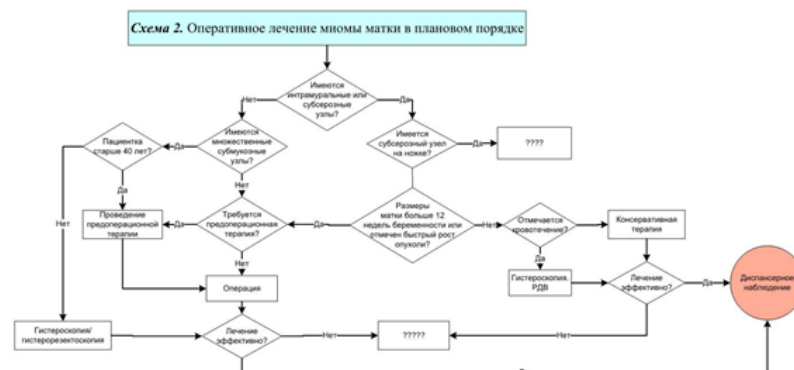 Схема 2. Оперативное лечение миомы матки в плановом порядке
Имеются
интрамуральные или
субсерозные
узлы?
Нет
Да
Пациентка
старше 40 лет?
Да
Имеются
множественные
субмукозные
узлы?
Имеется
субсерозный узел
на ножке?
Да
????
Да
Нет
Нет
Проведение
предоперационной
терапии
Да
Требуется
предоперационная
терапия?
Да
Размеры
матки больше 12
недель беременности или
отмечен быстрый рост
опухоли?
Нет
Отмечается
кровотечение?
Консервативная
терапия
Нет
Да
Операция
Гистероскопия.
РДВ
Лечение
эффективно?
Да
Диспансерное
наблюдение
Гистероскопия/
гистерорезектоскопия
Лечение
эффективно?
Нет
?????
Нет